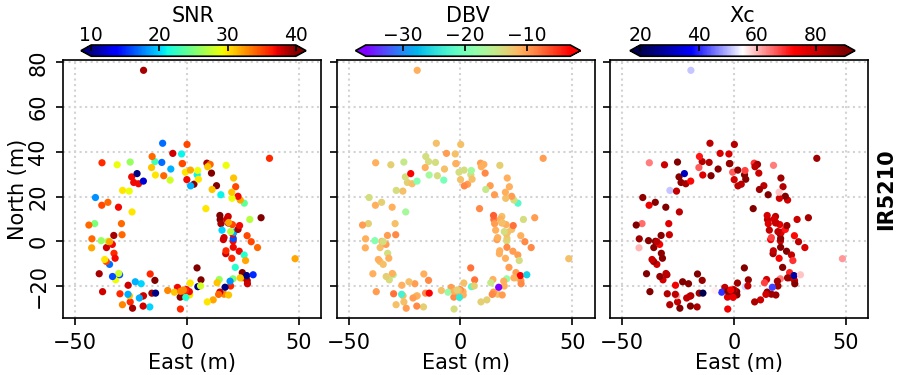 SNR DBV Xc
10 20 30 40 −30 −20 −10 20 40 60 80
80
60
40
20
0
−20
North (m)
IR5210
−50 0 50 −50 0 50 −50 0 50
East (m) East (m) East (m)